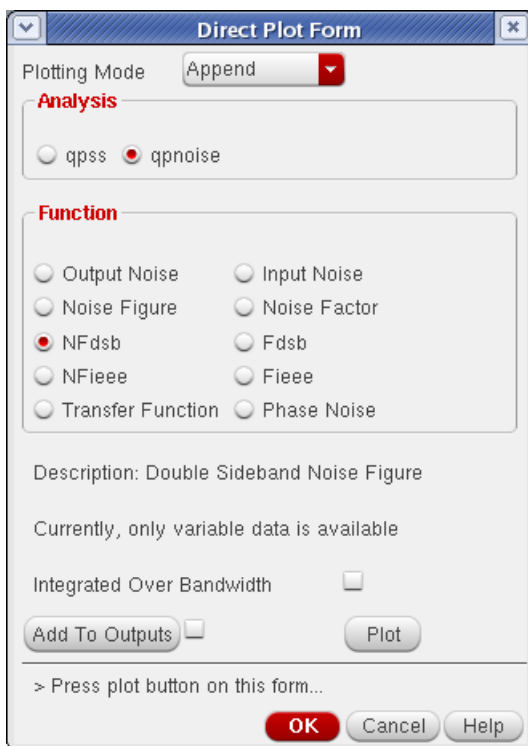 Direct Plot Form
Plotting Mode Append
Analysis
qpss qpnoise
Function
Output Noise Input Noise
Noise Figure Noise Factor
NFdsb Fdsb
NFieee Fieee
Transfer Function Phase Noise
Description: Double Sideband Noise Figure
Currently, only variable data is available
Integrated Over Bandwidth
Add To Outputs Plot
> Press plot button on this form...
OK Cancel Help